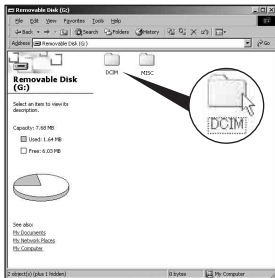 Removable Disk (G:)
File Edit View Favorites Tools Help
Back Search Folders History
Address Removable Disk (G:) Go
Removable Disk
(G:)
Select an item to view its
description.
Capacity: 7.68 MB
Used: 1.64 MB
Free: 6.03 MB
See also:
My Documents
My Network Places
My Computer
DCIM MISC
DCIM
2 object(s) (plus 1 hidden) 0 bytes My Computer